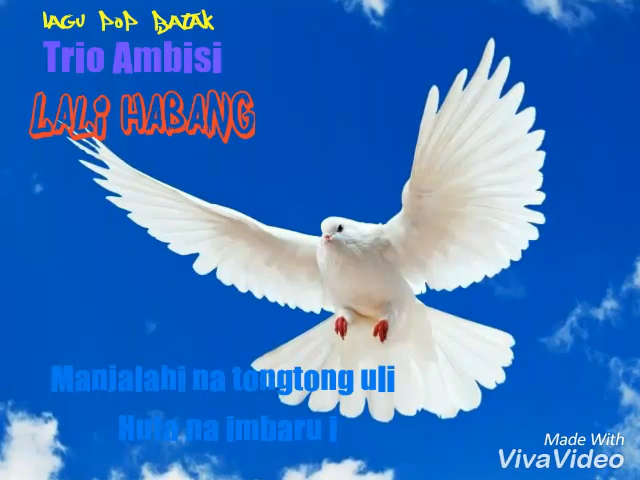 LAGU POP BATAK
Trio Ambisi
LALI HABANG
Manjalahi na tongtong uli
Huta na imbaru i
Made With
VivaVideo